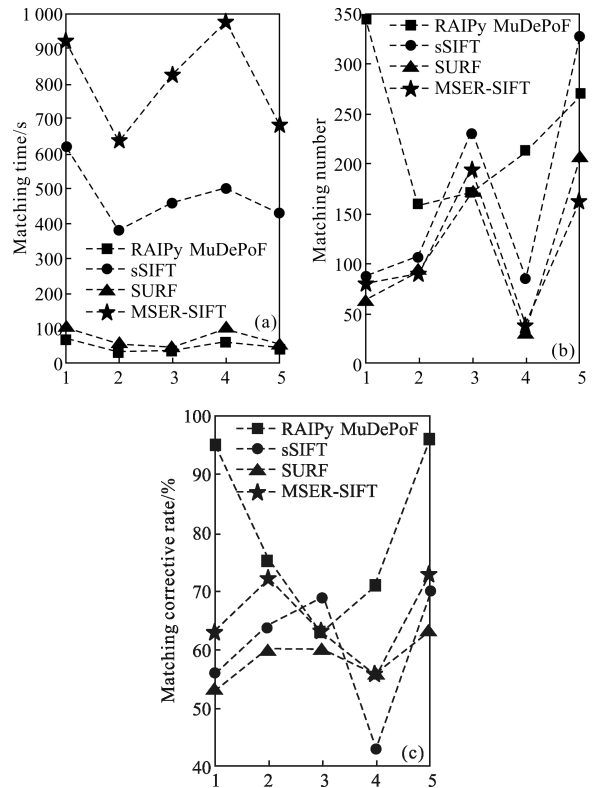 Matching time/s
1 000
900
800
700
600
500
400
300
200
100
0
RAIPy MuDePoF
sSIFT
SURF
MSER-SIFT
(a)
1 2 3 4 5
Matching number
350
300
250
200
150
100
50
0
RAIPy MuDePoF
sSIFT
SURF
MSER-SIFT
(b)
1 2 3 4 5
Matching corrective rate/%
100
90
80
70
60
50
40
RAIPy MuDePoF
sSIFT
SURF
MSER-SIFT
(c)
1 2 3 4 5